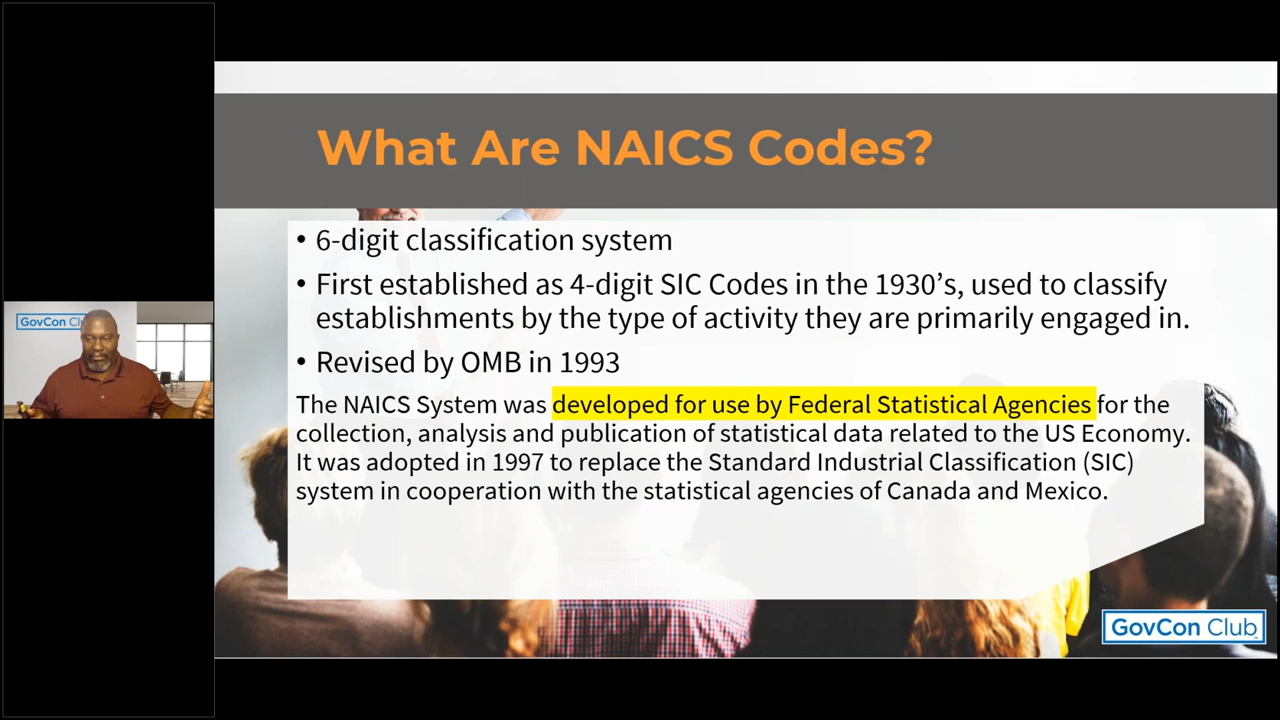 What Are NAICS Codes?
• 6-digit classification system
• First established as 4-digit SIC Codes in the 1930’s, used to classify
establishments by the type of activity they are primarily engaged in.
• Revised by OMB in 1993
The NAICS System was developed for use by Federal Statistical Agencies for the
collection, analysis and publication of statistical data related to the US Economy.
It was adopted in 1997 to replace the Standard Industrial Classification (SIC)
system in cooperation with the statistical agencies of Canada and Mexico.
GovCon Clu
GovCon Club